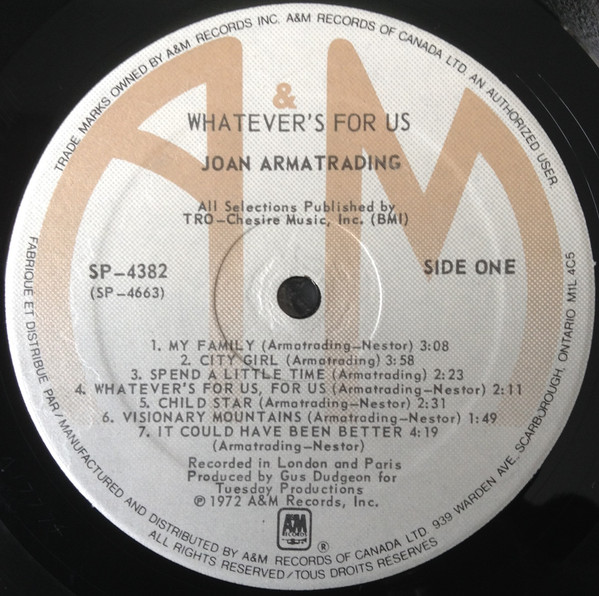 TRADE MARKS OWNED BY A&M RECORDS INC. A&M RECORDS OF CANADA LTD. AN AUTHORIZED USER.
A & M
WHATEVER'S FOR US
JOAN ARMATRADING
All Selections Published by
TRO-Chesire Music, Inc. (BMI)
SP-4382
(SP-4663)
SIDE ONE
1. MY FAMILY (Armatrading-Nestor) 3:08
2. CITY GIRL (Armatrading) 3:58
3. SPEND A LITTLE TIME (Armatrading) 2:23
4. WHATEVER'S FOR US, FOR US (Armatrading-Nestor) 2:11
5. CHILD STAR (Armatrading-Nestor) 2:31
6. VISIONARY MOUNTAINS (Armatrading-Nestor) 1:49
7. IT COULD HAVE BEEN BETTER 4:19
(Armatrading-Nestor)
Recorded in London and Paris
Produced by Gus Dudgeon for
Tuesday Productions
℗ 1972 A&M Records, Inc.
A&M
RECORDS
®
FABRIQUÉ ET DISTRIBUÉ PAR/MANUFACTURED AND DISTRIBUTED BY A&M RECORDS OF CANADA LTD. 939 WARDEN AVE., SCARBOROUGH, ONTARIO M1L 4C5
ALL RIGHTS RESERVED/TOUS DROITS RESERVÉS